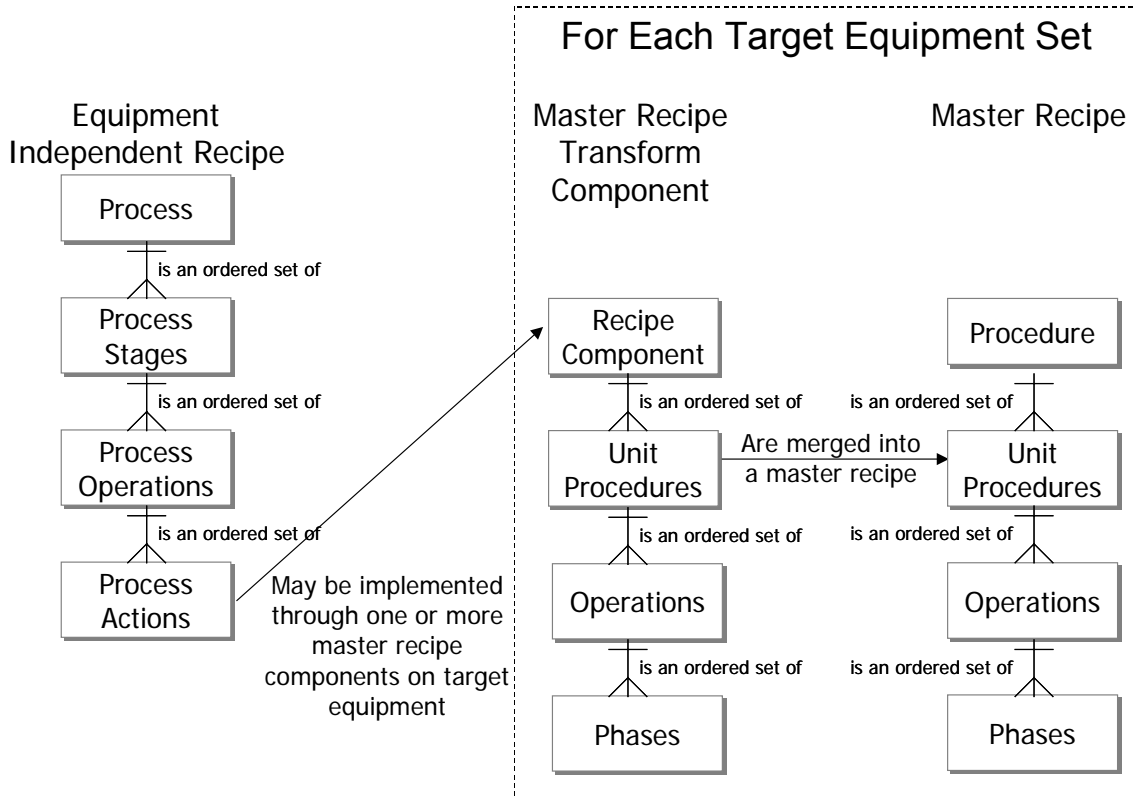 For Each Target Equipment Set
Equipment
Independent Recipe
Process
is an ordered set of
Process
Stages
is an ordered set of
Process
Operations
is an ordered set of
Process
Actions
May be implemented
through one or more
master recipe
components on target
equipment
Master Recipe
Transform
Component
Recipe
Component
is an ordered set of
Unit
Procedures
is an ordered set of
Operations
is an ordered set of
Phases
Are merged into
a master recipe
Master Recipe
Procedure
is an ordered set of
Unit
Procedures
is an ordered set of
Operations
is an ordered set of
Phases